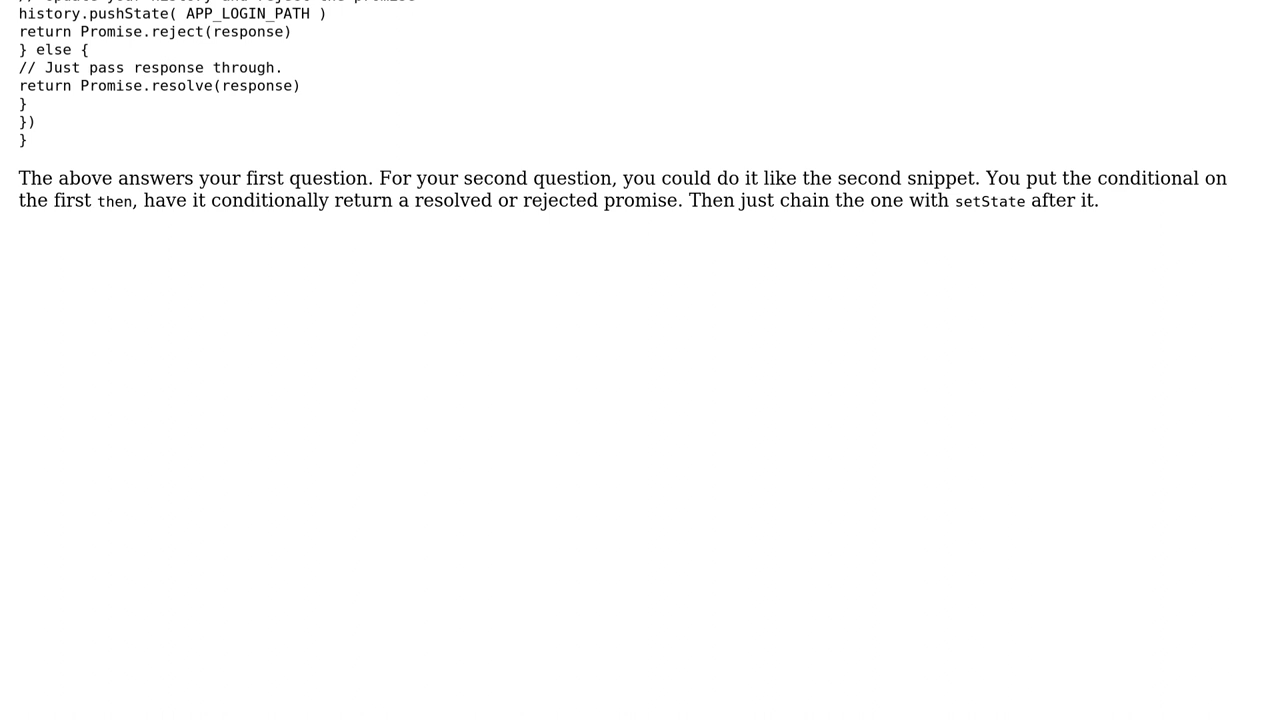 history.pushState( APP_LOGIN_PATH )
return Promise.reject(response)
} else {
// Just pass response through.
return Promise.resolve(response)
}
})
}
The above answers your first question. For your second question, you could do it like the second snippet. You put the conditional on
the first then, have it conditionally return a resolved or rejected promise. Then just chain the one with setState after it.